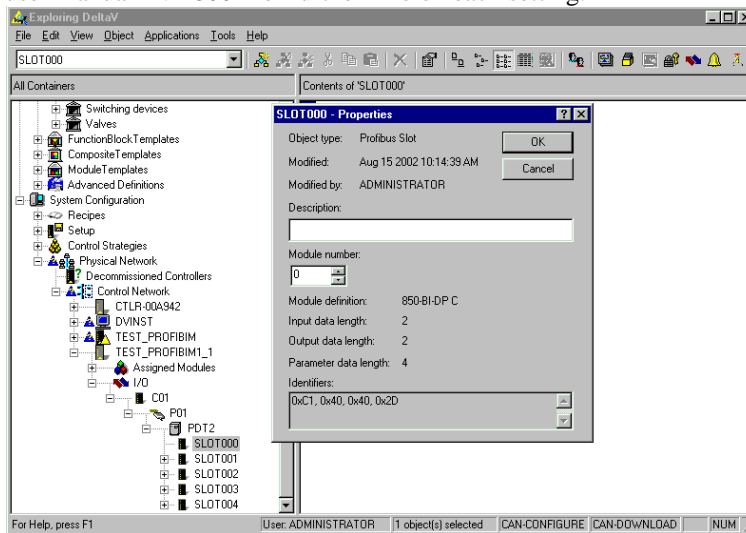 Exploring DeltaV
File Edit View Object Applications Tools Help
SLOT000
All Containers
Contents of 'SLOT000'
Switching devices
Valves
FunctionBlockTemplates
CompositeTemplates
ModuleTemplates
Advanced Definitions
System Configuration
Recipes
Setup
Control Strategies
Physical Network
Decommissioned Controllers
Control Network
CTLR-00A942
DVINST
TEST_PROFIBIM
TEST_PROFIBIM1_1
Assigned Modules
I/O
C01
P01
PDT2
SLOT000
SLOT001
SLOT002
SLOT003
SLOT004
SLOT000 - Properties
Object type: Profibus Slot
OK
Modified: Aug 15 2002 10:14:39 AM
Cancel
Modified by: ADMINISTRATOR
Description:
Module number:
0
Module definition: 850-BI-DP C
Input data length: 2
Output data length: 2
Parameter data length: 4
Identifiers:
0xC1, 0x40, 0x40, 0x2D
For Help, press F1
User: ADMINISTRATOR
1 object(s) selected
CAN-CONFIGURE
CAN-DOWNLOAD
NUM